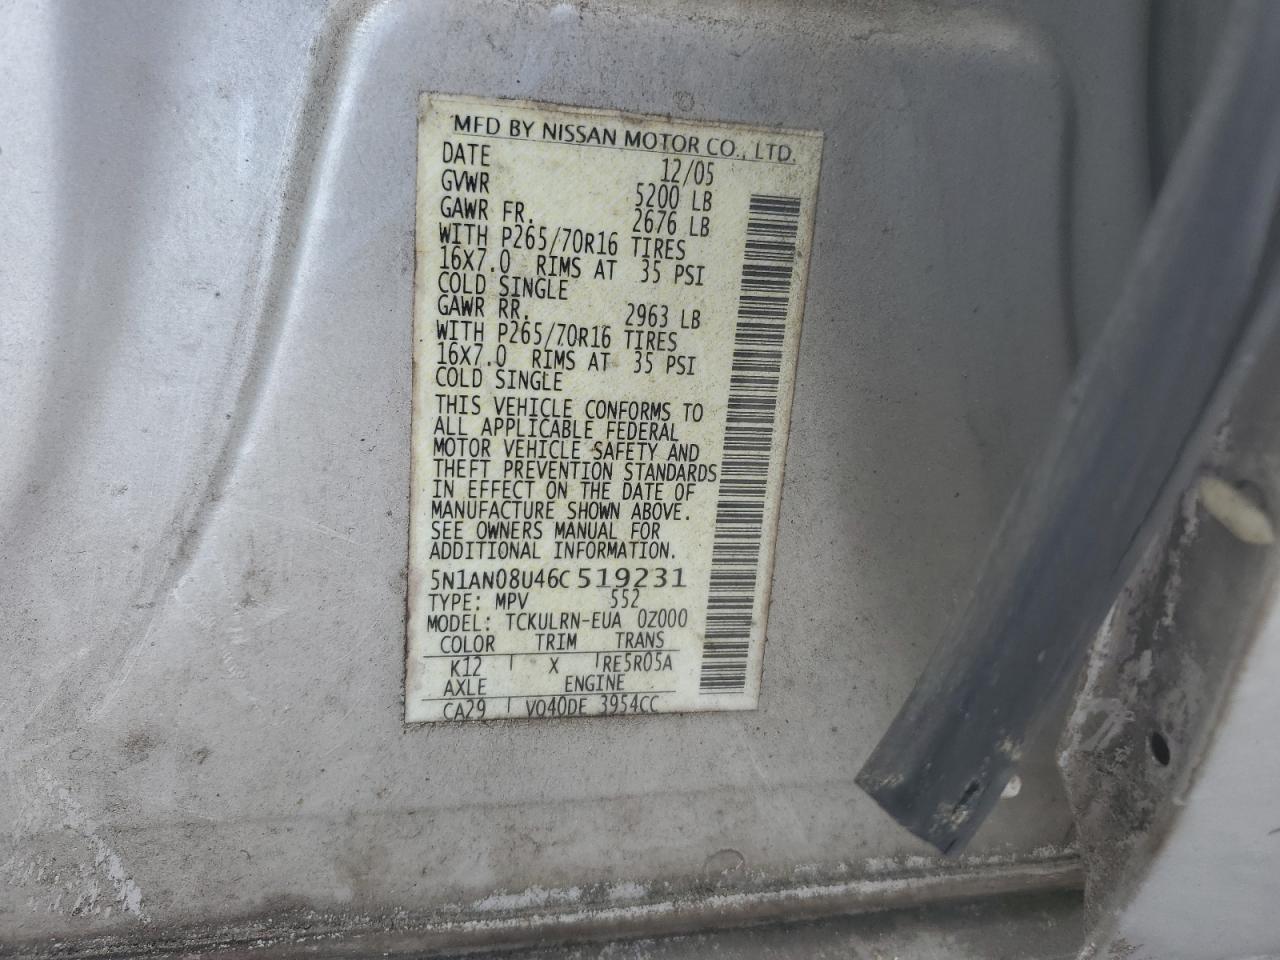 MFD BY NISSAN MOTOR CO., LTD.
DATE 12/05
GVWR 5200 LB
GAWR FR. 2676 LB
WITH P265/70R16 TIRES
16X7.0 RIMS AT 35 PSI
COLD SINGLE
GAWR RR. 2963 LB
WITH P265/70R16 TIRES
16X7.0 RIMS AT 35 PSI
COLD SINGLE
THIS VEHICLE CONFORMS TO
ALL APPLICABLE FEDERAL
MOTOR VEHICLE SAFETY AND
THEFT PREVENTION STANDARDS
IN EFFECT ON THE DATE OF
MANUFACTURE SHOWN ABOVE.
SEE OWNERS MANUAL FOR
ADDITIONAL INFORMATION.
5N1AN08U46C519231
TYPE: MPV 552
MODEL: TCKULRN-EUA 0Z000
COLOR TRIM TRANS
K12 X RE5R05A
AXLE ENGINE
CA29 VQ40DE 3954CC